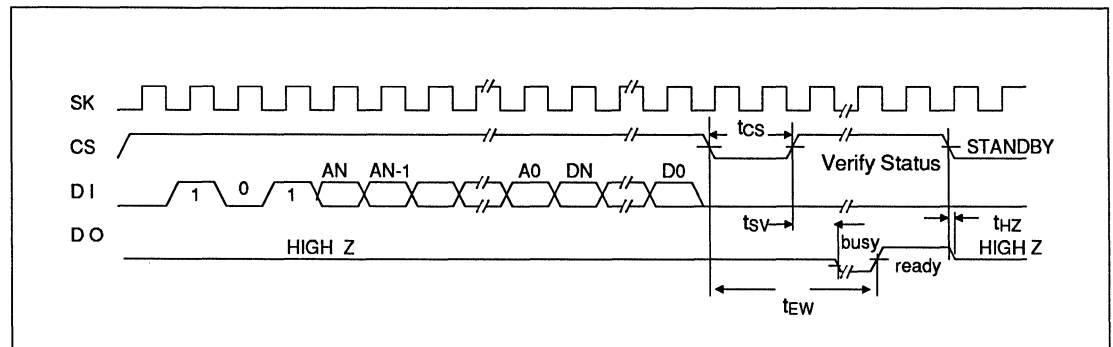 SK
CS
tCS
STANDBY
Verify Status
AN AN-1 A0 DN D0
DI
1 0 1
tSV
tHZ
DO
busy
HIGH Z
ready
HIGH Z
tEW